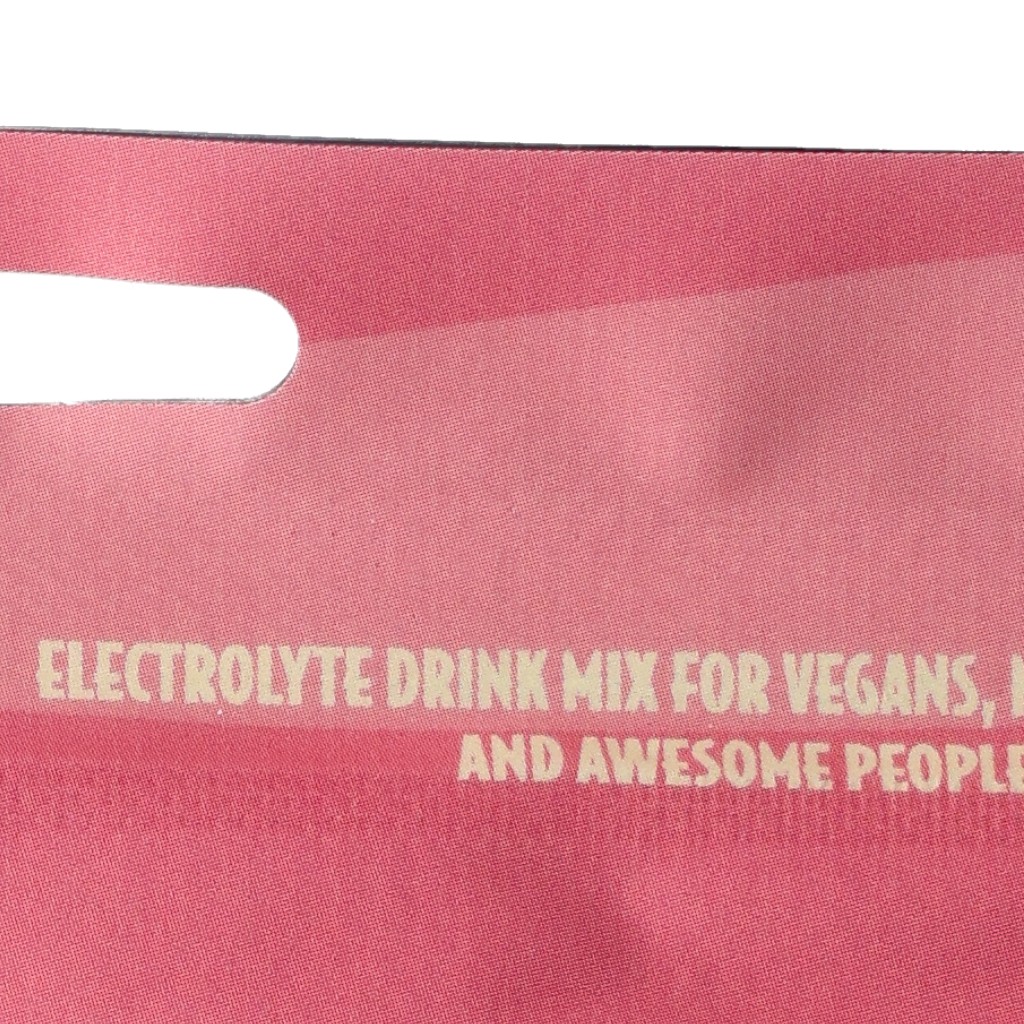 ELECTROLYTE DRINK MIX FOR VEGANS,
AND AWESOME PEOPLE